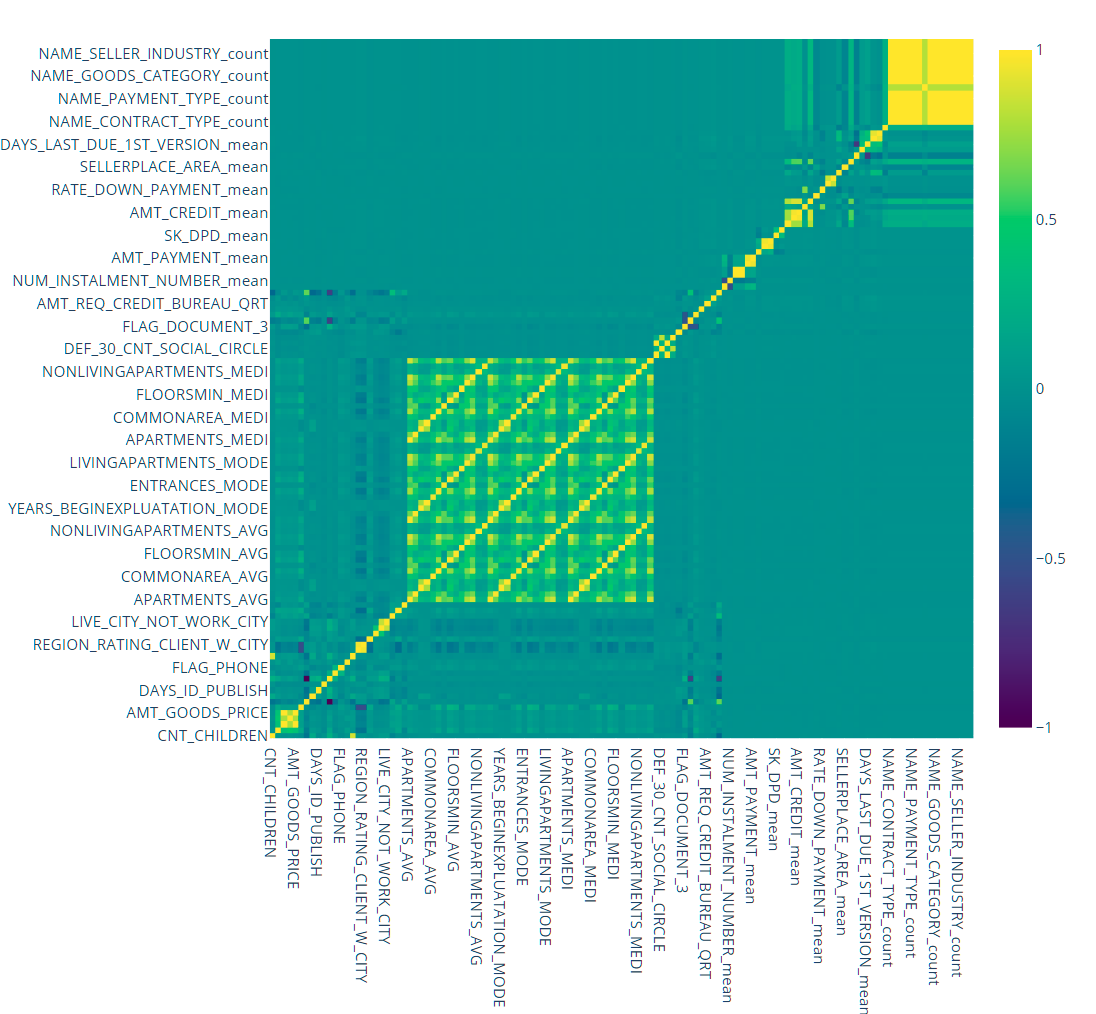 NAME_SELLER_INDUSTRY_count
NAME_GOODS_CATEGORY_count
NAME_PAYMENT_TYPE_count
NAME_CONTRACT_TYPE_count
DAYS_LAST_DUE_1ST_VERSION_mean
SELLERPLACE_AREA_mean
RATE_DOWN_PAYMENT_mean
AMT_CREDIT_mean
SK_DPD_mean
AMT_PAYMENT_mean
NUM_INSTALMENT_NUMBER_mean
AMT_REQ_CREDIT_BUREAU_QRT
FLAG_DOCUMENT_3
DEF_30_CNT_SOCIAL_CIRCLE
NONLIVINGAPARTMENTS_MEDI
FLOORSMIN_MEDI
COMMONAREA_MEDI
APARTMENTS_MEDI
LIVINGAPARTMENTS_MODE
ENTRANCES_MODE
YEARS_BEGINEXPLUATATION_MODE
NONLIVINGAPARTMENTS_AVG
FLOORSMIN_AVG
COMMONAREA_AVG
APARTMENTS_AVG
LIVE_CITY_NOT_WORK_CITY
REGION_RATING_CLIENT_W_CITY
FLAG_PHONE
DAYS_ID_PUBLISH
AMT_GOODS_PRICE
CNT_CHILDREN
CNT_CHILDREN
AMT_GOODS_PRICE
DAYS_ID_PUBLISH
FLAG_PHONE
REGION_RATING_CLIENT_W_CITY
LIVE_CITY_NOT_WORK_CITY
APARTMENTS_AVG
COMMONAREA_AVG
FLOORSMIN_AVG
NONLIVINGAPARTMENTS_AVG
YEARS_BEGINEXPLUATATION_MODE
ENTRANCES_MODE
LIVINGAPARTMENTS_MODE
APARTMENTS_MEDI
COMMONAREA_MEDI
FLOORSMIN_MEDI
NONLIVINGAPARTMENTS_MEDI
DEF_30_CNT_SOCIAL_CIRCLE
FLAG_DOCUMENT_3
AMT_REQ_CREDIT_BUREAU_QRT
NUM_INSTALMENT_NUMBER_mean
AMT_PAYMENT_mean
SK_DPD_mean
AMT_CREDIT_mean
RATE_DOWN_PAYMENT_mean
SELLERPLACE_AREA_mean
DAYS_LAST_DUE_1ST_VERSION_mean
NAME_CONTRACT_TYPE_count
NAME_PAYMENT_TYPE_count
NAME_GOODS_CATEGORY_count
NAME_SELLER_INDUSTRY_count
1
0.5
0
−0.5
−1